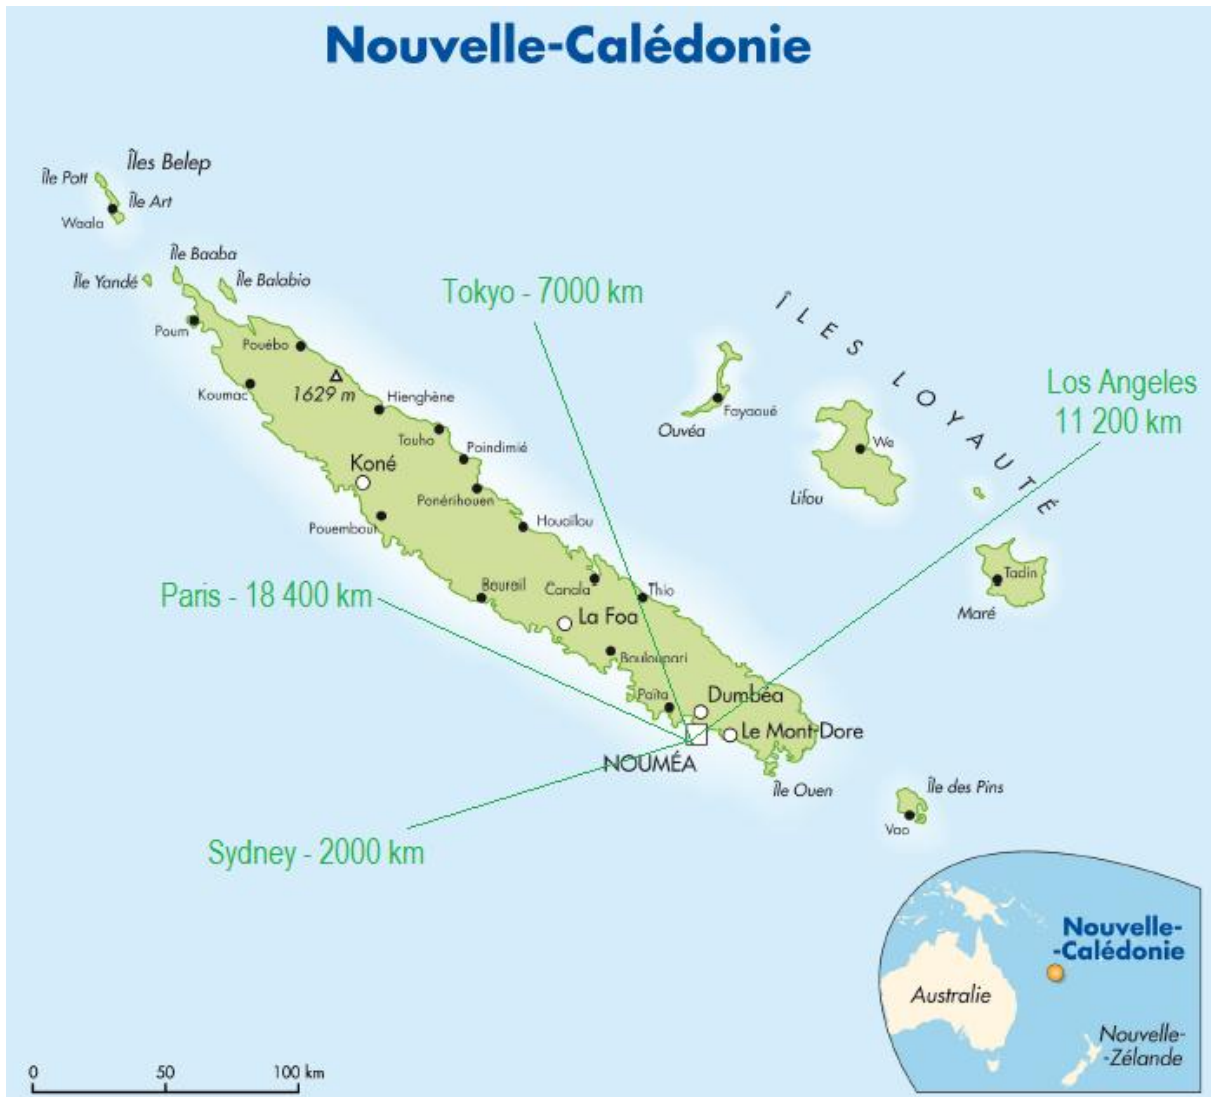 Nouvelle-Calédonie
Îles Belep
Île Pott
Île Art
Waala
Île Baaba
Île Yandé
Île Balabio
Tokyo - 7000 km
ÎLES LOYAUTÉ
Poum
Pouébo
Koumac
1629 m
Hienghène
Los Angeles
11 200 km
Fayaoué
Ouvéa
Touho
Poindimié
We
Koné
Lifou
Ponérihouen
Pouembout
Houaïlou
Tadin
Paris - 18 400 km
Bourail
Canala
Thio
Maré
La Foa
Bouloupari
Païta
Dumbéa
Le Mont-Dore
NOUMÉA
Île Ouen
Île des Pins
Vao
Sydney - 2000 km
Nouvelle-
-Calédonie
Australie
Nouvelle-
-Zélande
0 50 100 km